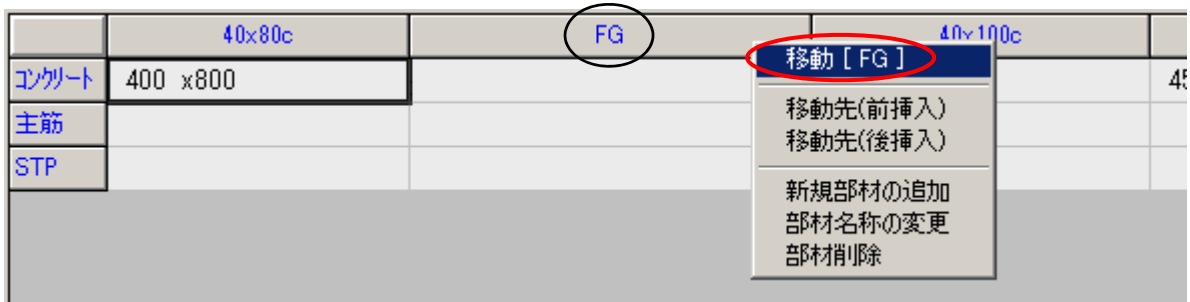 40x80c FG 40x100c
移動 [ FG ]
コンクリート 400 x800 45
移動先(前挿入)
主筋
移動先(後挿入)
STP
新規部材の追加
部材名称の変更
部材削除